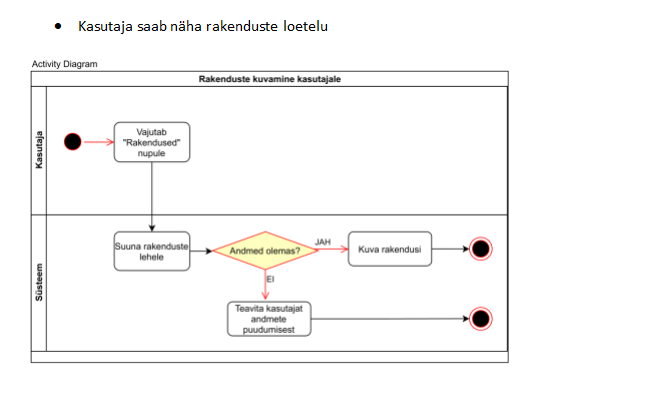 • Kasutaja saab näha rakenduste loetelu
Activity Diagram
Rakenduste kuvamine kasutajale
Kasutaja
Vajutab
"Rakendused"
nupule
Süsteem
Suuna rakenduste
lehele
Andmed olemas?
JAH
Kuva rakendusi
EI
Teavita kasutajat
andmete
puudumisest